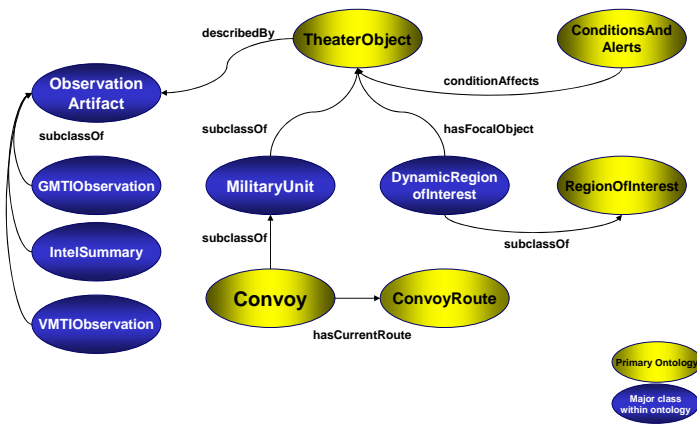 describedBy
TheaterObject
ConditionsAnd
Alerts
conditionAffects
Observation
Artifact
subclassOf
subclassOf
hasFocalObject
GMTIObservation
MilitaryUnit
DynamicRegion
ofInterest
RegionOfInterest
subclassOf
subclassOf
IntelSummary
Convoy
ConvoyRoute
VMTIObservation
hasCurrentRoute
Primary Ontology
Major class
within ontology